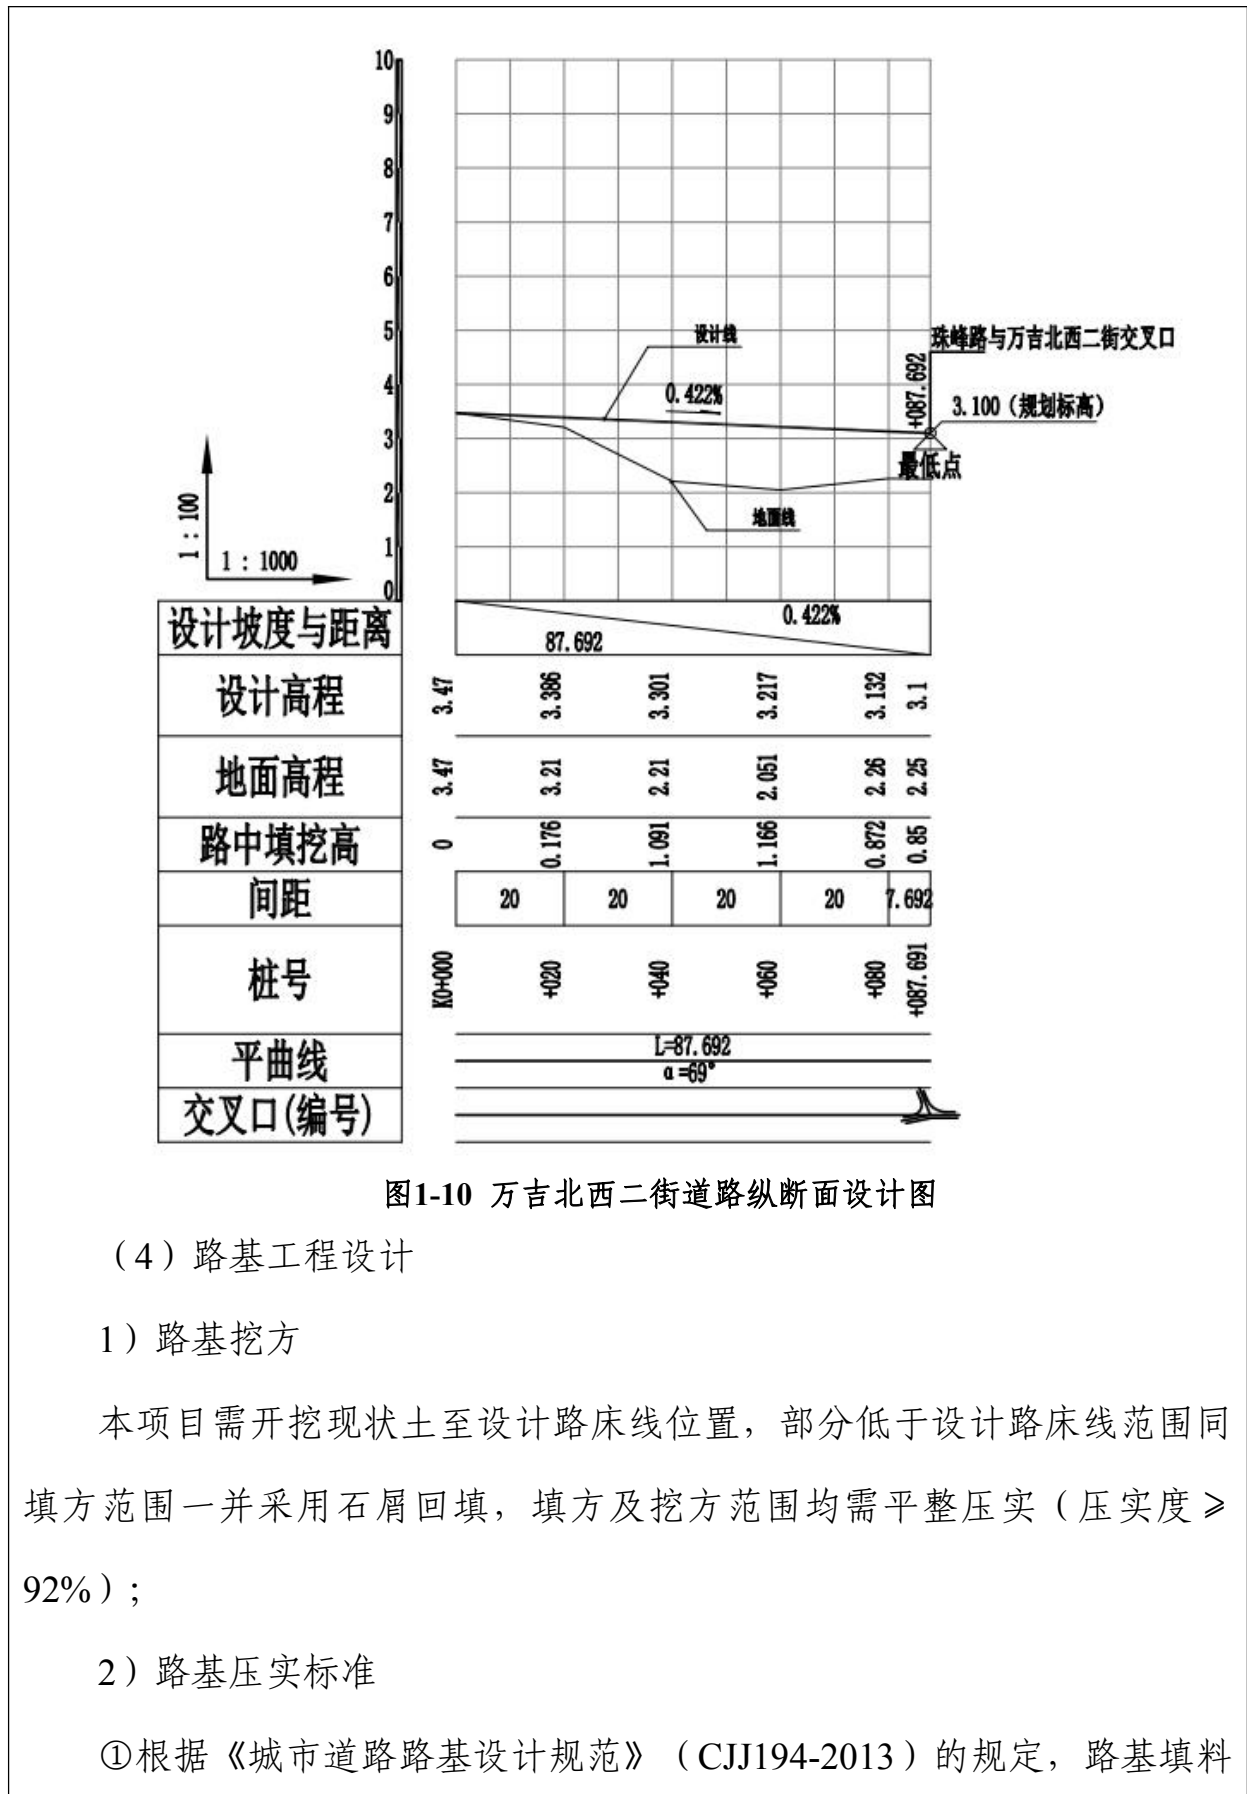 10
9
8
7
6
5
4
3
2
1
0
设计线
0.422%
地面线
+087.692
珠峰路与万吉北西二街交叉口
3.100（规划标高）
最低点
1：100
1：1000
设计坡度与距离 87.692 0.422%
设计高程 3.47 3.386 3.301 3.217 3.132 3.1
地面高程 3.47 3.21 2.21 2.051 2.26 2.25
路中填挖高 0 0.176 1.091 1.166 0.872 0.85
间距 20 20 20 20 7.692
桩号 K0+000 +020 +040 +060 +080 +087.691
平曲线 L=87.692
α=69°
交叉口(编号)
图1-10 万吉北西二街道路纵断面设计图
（4）路基工程设计
1）路基挖方
本项目需开挖现状土至设计路床线位置，部分低于设计路床线范围同
填方范围一并采用石屑回填，填方及挖方范围均需平整压实（压实度≥
92%）；
2）路基压实标准
①根据《城市道路路基设计规范》（CJJ194-2013）的规定，路基填料